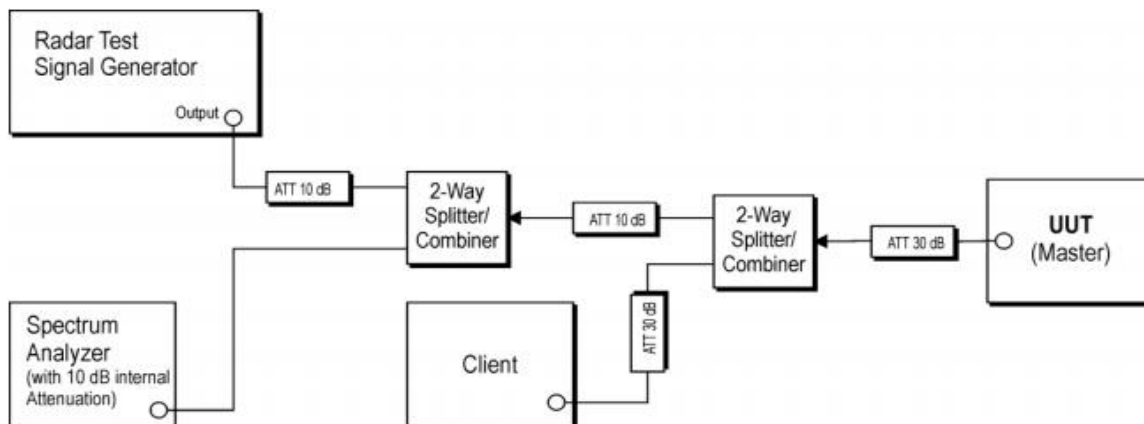 Radar Test
Signal Generator
Output
ATT 10 dB
2-Way
Splitter/
Combiner
ATT 10 dB
2-Way
Splitter/
Combiner
ATT 30 dB
UUT
(Master)
Spectrum
Analyzer
(with 10 dB internal
Attenuation)
Client
ATT 30 dB